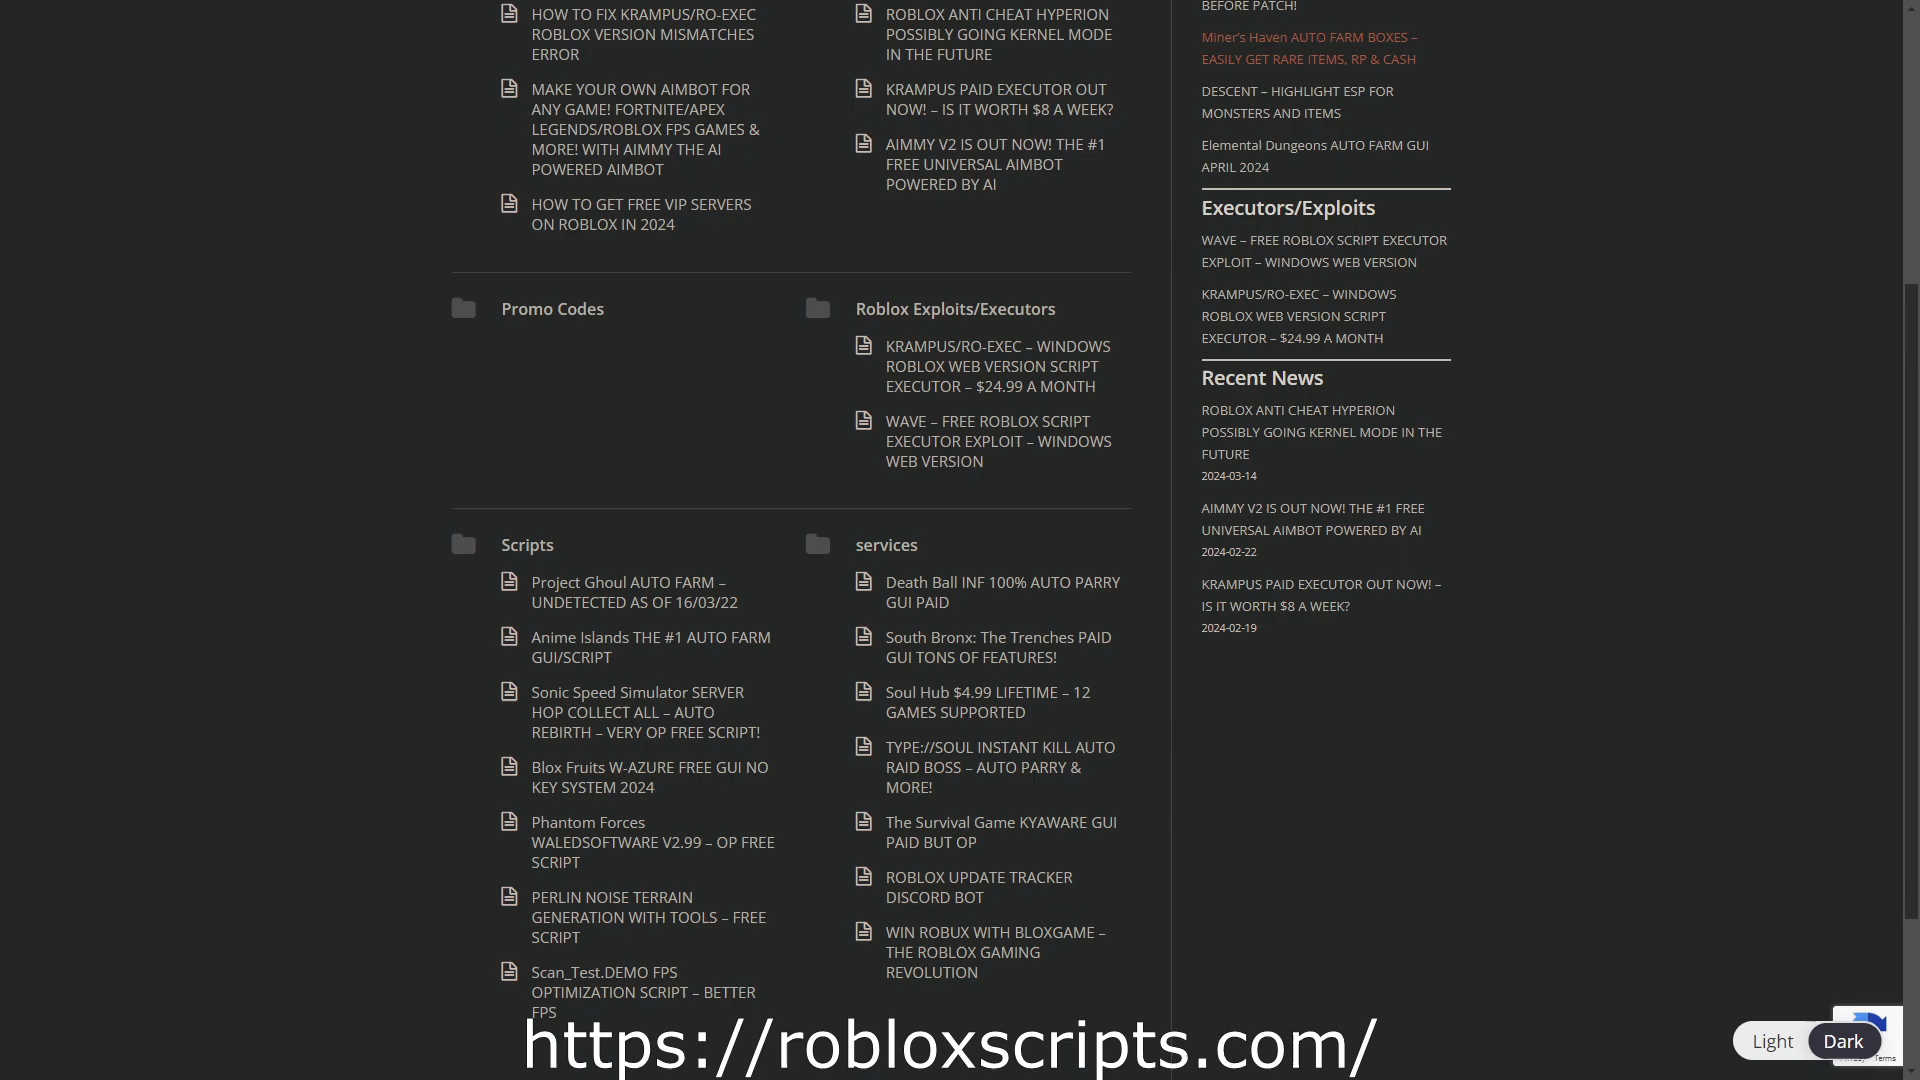 HOW TO FIX KRAMPUS/RO-EXEC
ROBLOX VERSION MISMATCHES
ERROR
MAKE YOUR OWN AIMBOT FOR
ANY GAME! FORTNITE/APEX
LEGENDS/ROBLOX FPS GAMES &
MORE! WITH AIMMY THE AI
POWERED AIMBOT
HOW TO GET FREE VIP SERVERS
ON ROBLOX IN 2024
ROBLOX ANTI CHEAT HYPERION
POSSIBLY GOING KERNEL MODE
IN THE FUTURE
KRAMPUS PAID EXECUTOR OUT
NOW! – IS IT WORTH $8 A WEEK?
AIMMY V2 IS OUT NOW! THE #1
FREE UNIVERSAL AIMBOT
POWERED BY AI
Promo Codes
Roblox Exploits/Executors
KRAMPUS/RO-EXEC – WINDOWS
ROBLOX WEB VERSION SCRIPT
EXECUTOR – $24.99 A MONTH
WAVE – FREE ROBLOX SCRIPT
EXECUTOR EXPLOIT – WINDOWS
WEB VERSION
Scripts
Project Ghoul AUTO FARM –
UNDETECTED AS OF 16/03/22
Anime Islands THE #1 AUTO FARM
GUI/SCRIPT
Sonic Speed Simulator SERVER
HOP COLLECT ALL – AUTO
REBIRTH – VERY OP FREE SCRIPT!
Blox Fruits W-AZURE FREE GUI NO
KEY SYSTEM 2024
Phantom Forces
WALEDSOFTWARE V2.99 – OP FREE
SCRIPT
PERLIN NOISE TERRAIN
GENERATION WITH TOOLS – FREE
SCRIPT
Scan_Test.DEMO FPS
OPTIMIZATION SCRIPT – BETTER
FPS
services
Death Ball INF 100% AUTO PARRY
GUI PAID
South Bronx: The Trenches PAID
GUI TONS OF FEATURES!
Soul Hub $4.99 LIFETIME – 12
GAMES SUPPORTED
TYPE://SOUL INSTANT KILL AUTO
RAID BOSS – AUTO PARRY &
MORE!
The Survival Game KYAWARE GUI
PAID BUT OP
ROBLOX UPDATE TRACKER
DISCORD BOT
WIN ROBUX WITH BLOXGAME –
THE ROBLOX GAMING
REVOLUTION
BEFORE PATCH!
Miner's Haven AUTO FARM BOXES –
EASILY GET RARE ITEMS, RP & CASH
DESCENT – HIGHLIGHT ESP FOR
MONSTERS AND ITEMS
Elemental Dungeons AUTO FARM GUI
APRIL 2024
Executors/Exploits
WAVE – FREE ROBLOX SCRIPT EXECUTOR
EXPLOIT – WINDOWS WEB VERSION
KRAMPUS/RO-EXEC – WINDOWS
ROBLOX WEB VERSION SCRIPT
EXECUTOR – $24.99 A MONTH
Recent News
ROBLOX ANTI CHEAT HYPERION
POSSIBLY GOING KERNEL MODE IN THE
FUTURE
2024-03-14
AIMMY V2 IS OUT NOW! THE #1 FREE
UNIVERSAL AIMBOT POWERED BY AI
2024-02-22
KRAMPUS PAID EXECUTOR OUT NOW! –
IS IT WORTH $8 A WEEK?
2024-02-19
https://robloxscripts.com/
Light Dark
Terms